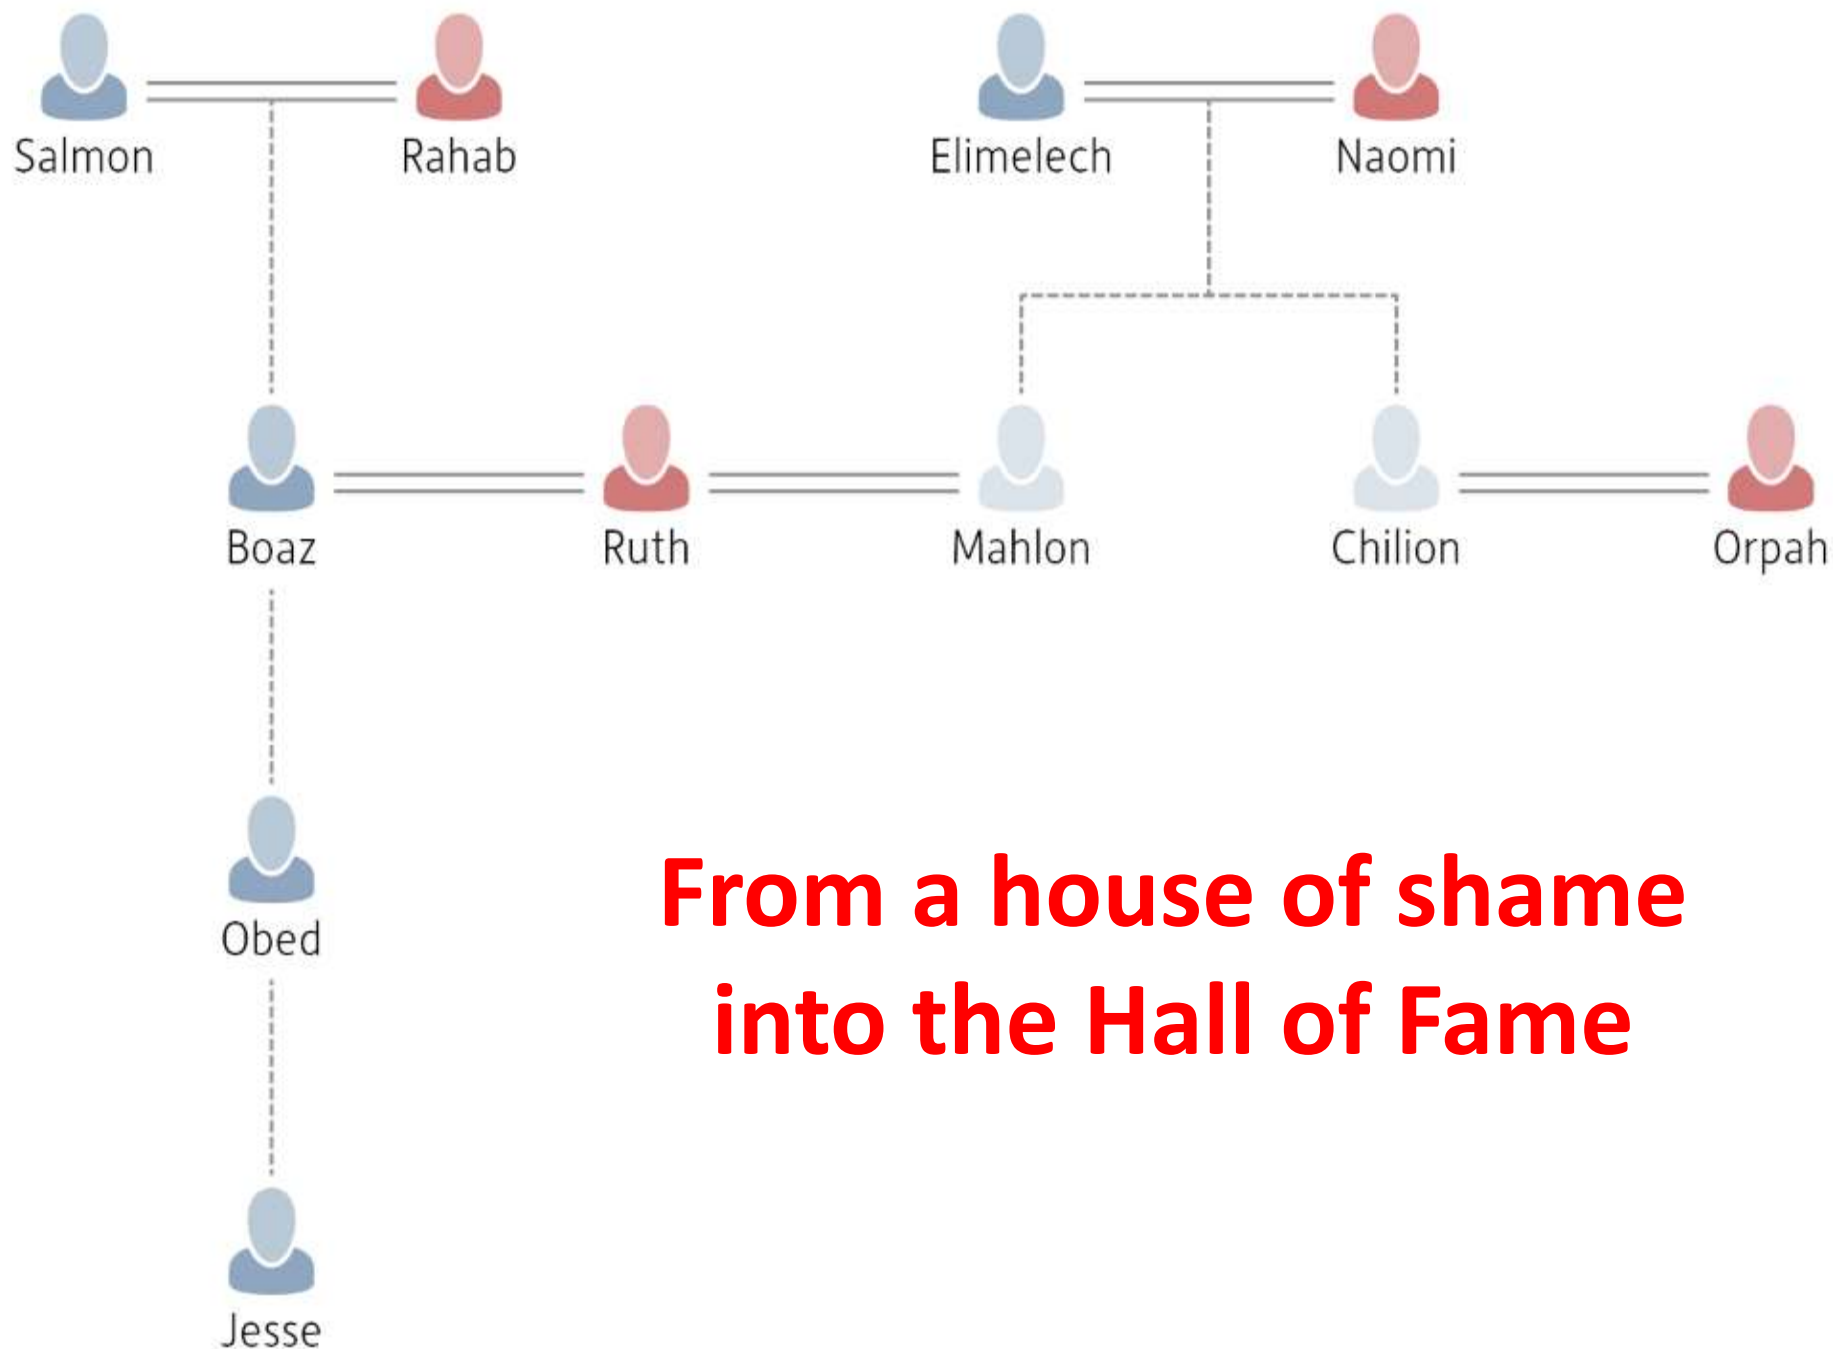 Salmon Rahab Elimelech Naomi
Boaz Ruth Mahlon Chilion Orpah
Obed
From a house of shame
into the Hall of Fame
Jesse